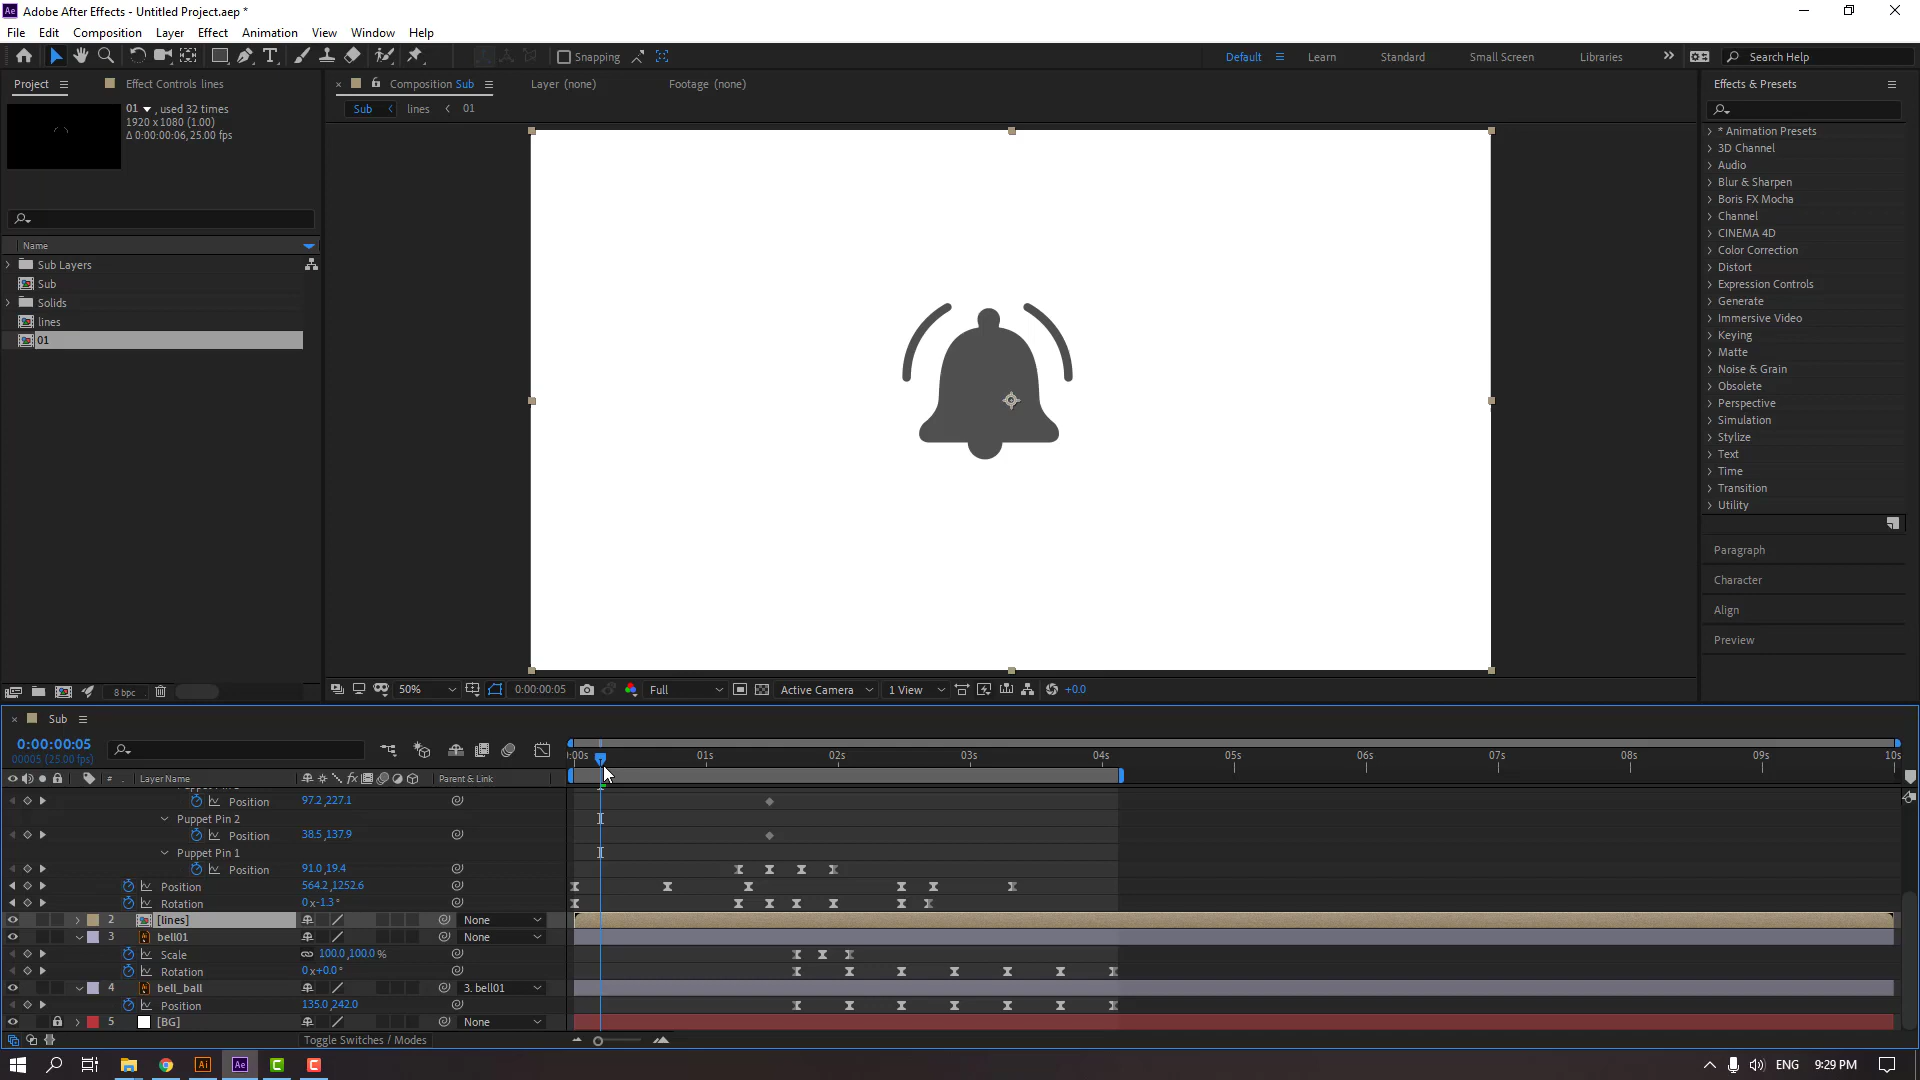 Adobe After Effects - Untitled Project.aep *
File Edit Composition Layer Effect Animation View Window Help
Snapping
Default Learn Standard Small Screen Libraries Search Help
Project Effect Controls lines
01 , used 32 times
1920 x 1080 (1.00)
Δ 0:00:00:06, 25.00 fps
Name
Sub Layers
Sub
Solids
lines
01
8 bpc
Composition Sub Layer (none) Footage (none)
Sub lines 01
50% 0:00:00:05 Full Active Camera 1 View +0.0
Effects & Presets
* Animation Presets
3D Channel
Audio
Blur & Sharpen
Boris FX Mocha
Channel
CINEMA 4D
Color Correction
Distort
Expression Controls
Generate
Immersive Video
Keying
Matte
Noise & Grain
Obsolete
Perspective
Simulation
Stylize
Text
Time
Transition
Utility
Paragraph
Character
Align
Preview
Sub
0:00:00:05
00005 (25.00 fps)
# Layer Name Parent & Link
:00s 01s 02s 03s 04s 05s 06s 07s 08s 09s 10s
Position 97.2,227.1
Puppet Pin 2
Position 38.5,137.9
Puppet Pin 1
Position 91.0,19.4
Position 564.2,1252.6
Rotation 0x-1.3°
2 [lines] None
3 bell01 None
Scale 100.0,100.0%
Rotation 0x+0.0°
4 bell_ball 3. bell01
Position 135.0,242.0
5 [BG] None
Toggle Switches / Modes
ENG 9:29 PM